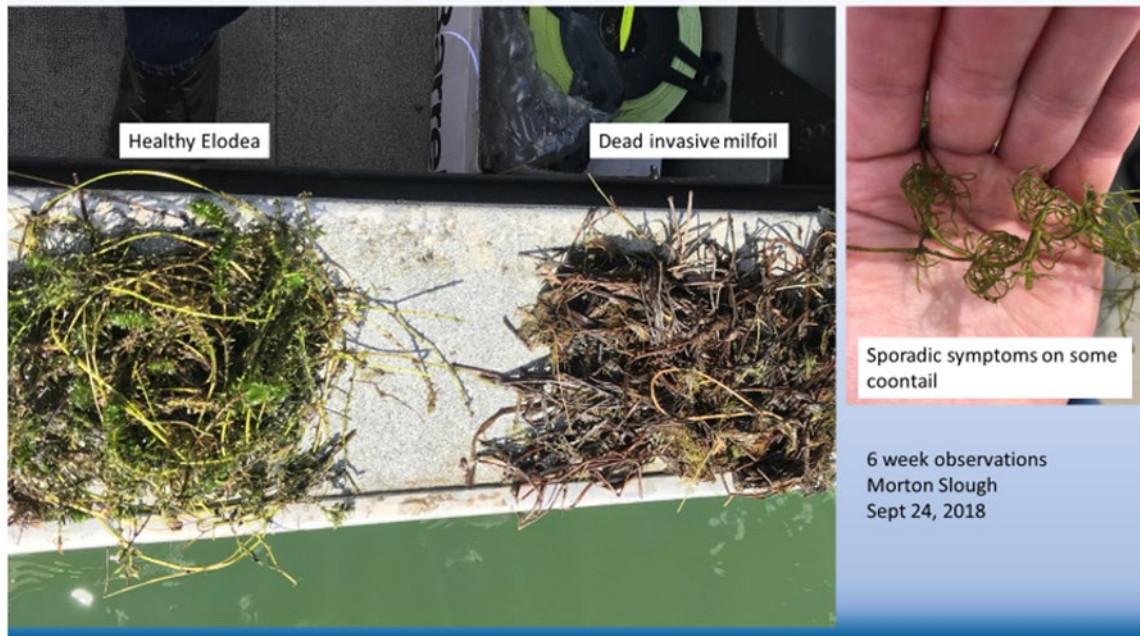 Healthy Elodea
Dead invasive milfoil
Sporadic symptoms on some
coontail
6 week observations
Morton Slough
Sept 24, 2018